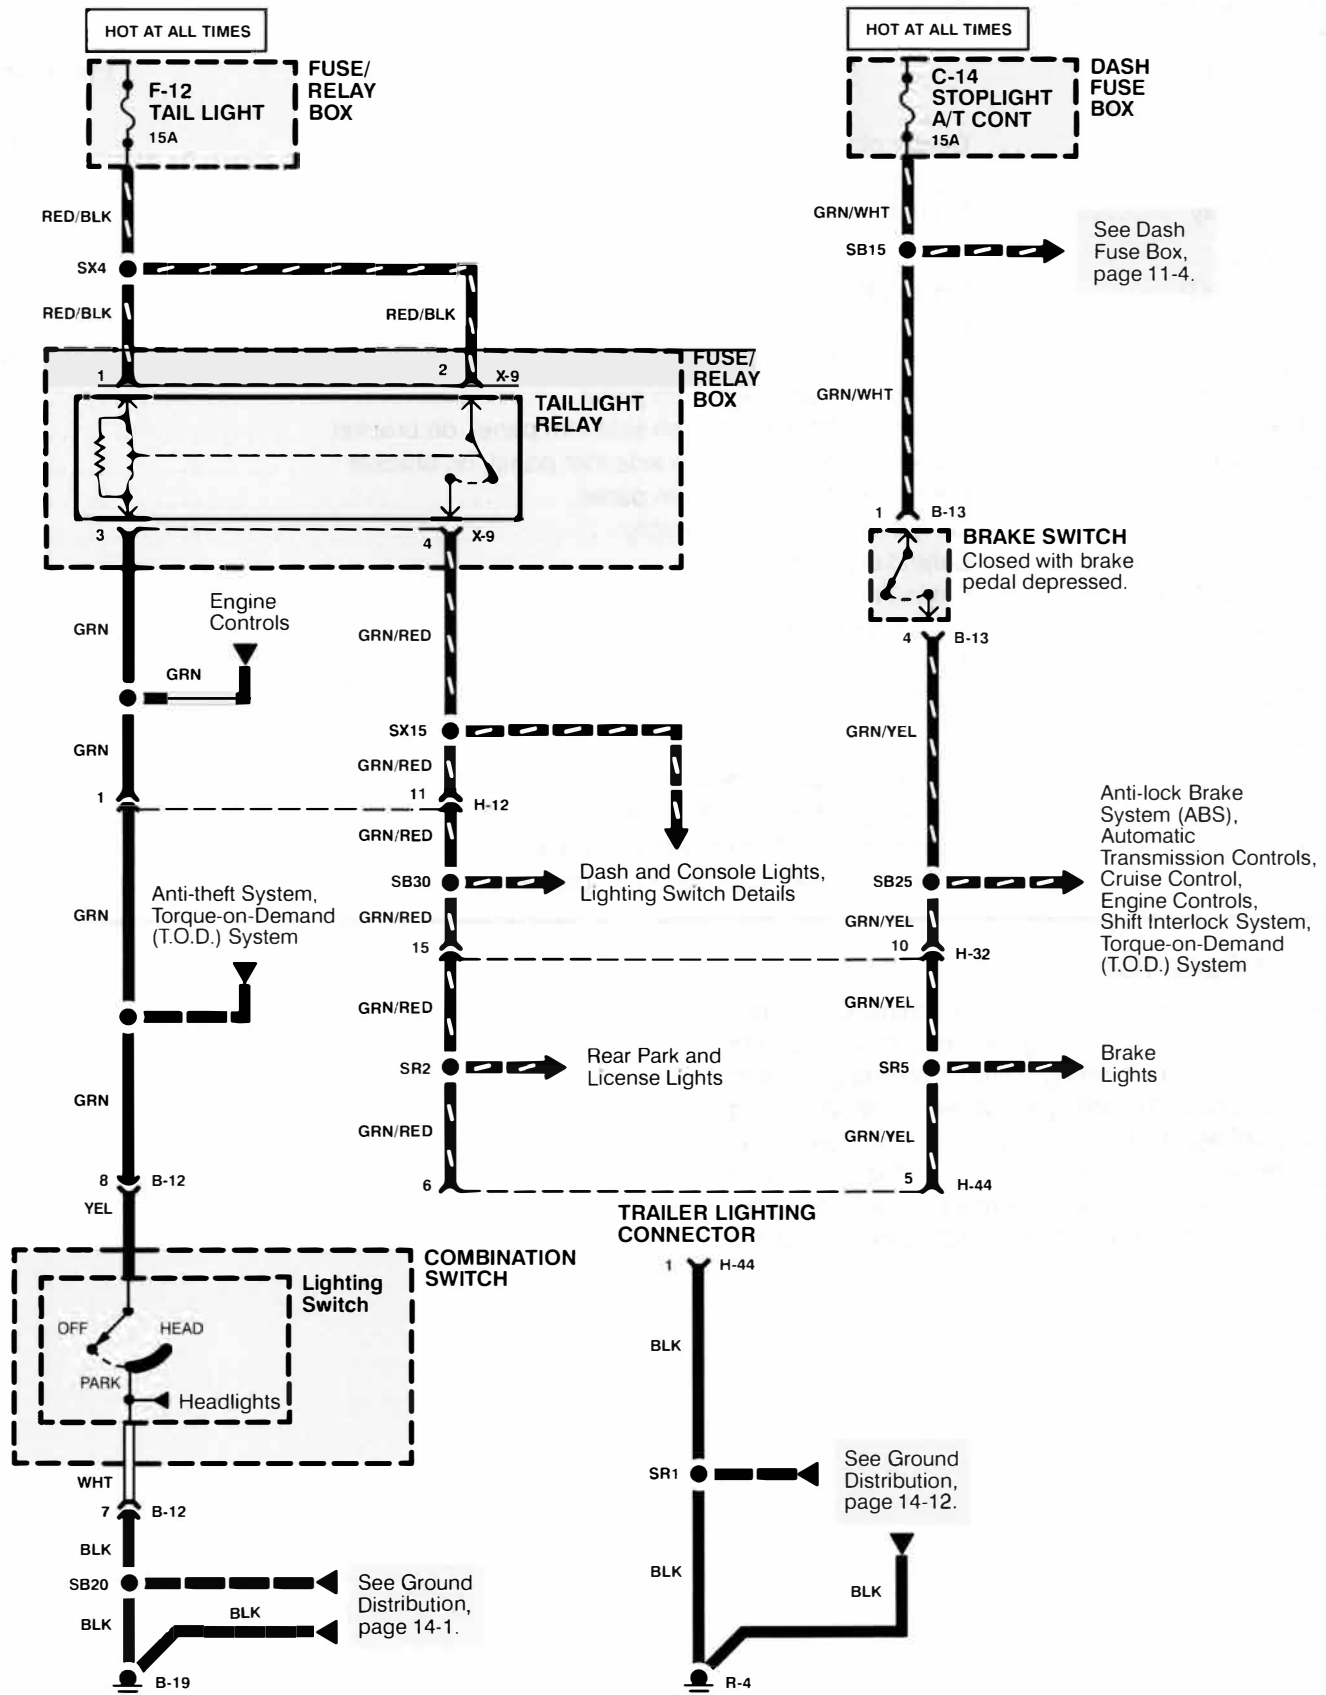 HOT AT ALL TIMES
HOT AT ALL TIMES
F-12
TAIL LIGHT
15A
FUSE/
RELAY
BOX
C-14
STOPLIGHT
A/T CONT
15A
DASH
FUSE
BOX
RED/BLK
GRN/WHT
SX4
SB15
See Dash
Fuse Box,
page 11-4.
RED/BLK
RED/BLK
1
2
X-9
FUSE/
RELAY
BOX
TAILLIGHT
RELAY
GRN/WHT
3
4
X-9
1
B-13
BRAKE SWITCH
Closed with brake
pedal depressed.
4
B-13
Engine
Controls
GRN
GRN
GRN/RED
GRN
SX15
GRN/RED
GRN/YEL
1
11
H-12
GRN/RED
SB30
Dash and Console Lights,
Lighting Switch Details
SB25
Anti-lock Brake
System (ABS),
Automatic
Transmission Controls,
Cruise Control,
Engine Controls,
Shift Interlock System,
Torque-on-Demand
(T.O.D.) System
GRN
Anti-theft System,
Torque-on-Demand
(T.O.D.) System
GRN/RED
GRN/YEL
15
10
H-32
GRN/RED
GRN/YEL
SR2
Rear Park and
License Lights
SR5
Brake
Lights
GRN
GRN/RED
GRN/YEL
8
B-12
6
5
H-44
YEL
TRAILER LIGHTING
CONNECTOR
1
H-44
COMBINATION
SWITCH
Lighting
Switch
OFF
HEAD
PARK
Headlights
BLK
WHT
7
B-12
SR1
See Ground
Distribution,
page 14-12.
BLK
SB20
See Ground
Distribution,
page 14-1.
BLK
BLK
BLK
BLK
B-19
R-4